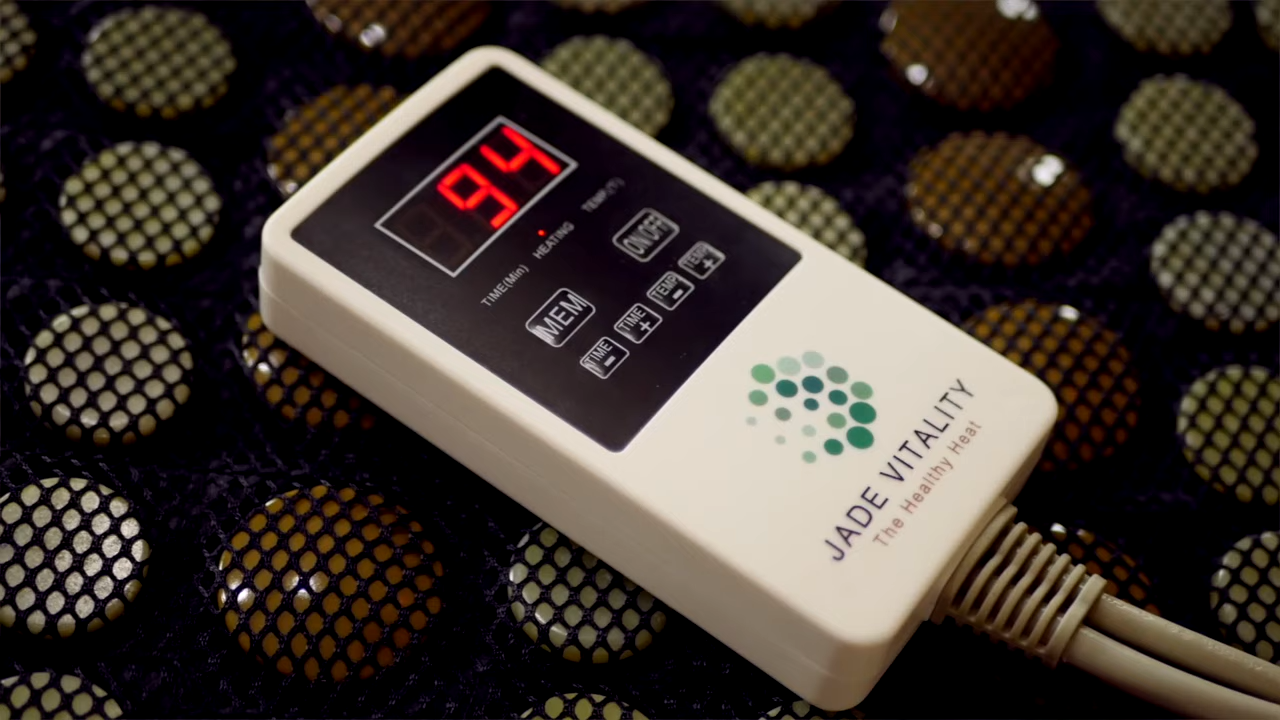 94
TIME(Min) HEATING TEMP.(°F)
MEM ON/OFF
TIME - TIME + TEMP - TEMP +
JADE VITALITY
The Healthy Heat